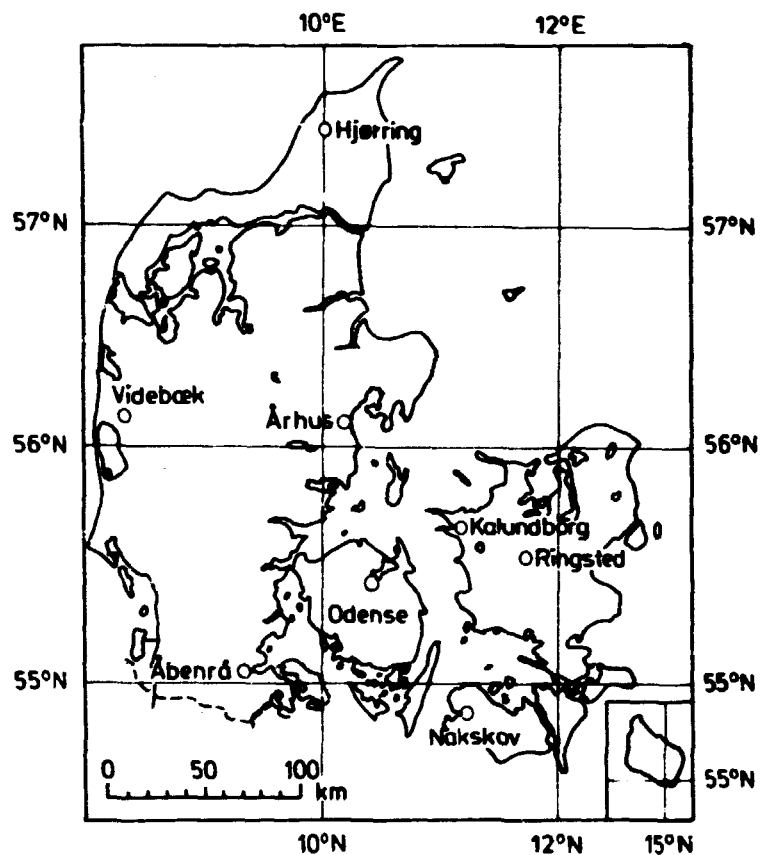 10°E 12°E
Hjørring
57°N 57°N
Videbæk
Århus
56°N 56°N
Kalundborg
Ringsted
Odense
Åbenrå
55°N 55°N
Nakskov
0 50 100
km
55°N
10°N 12°N 15°N